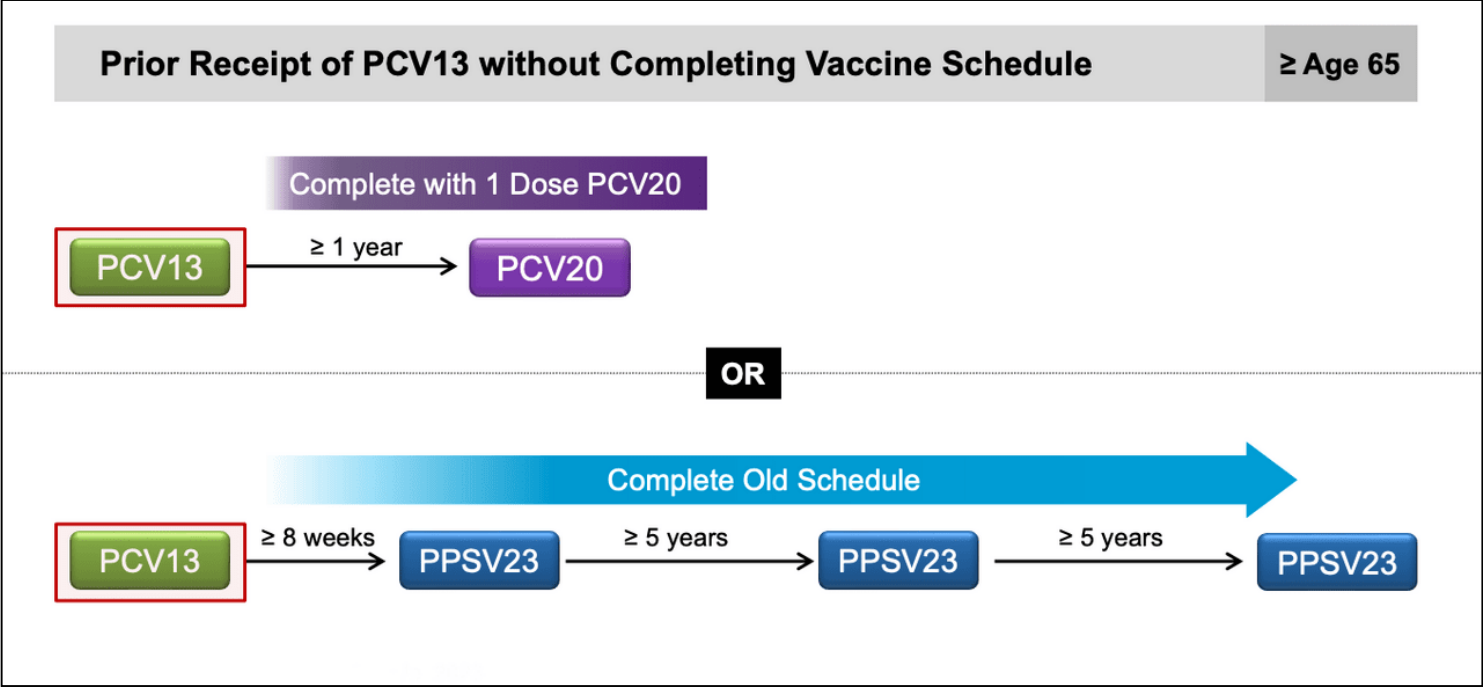 Prior Receipt of PCV13 without Completing Vaccine Schedule
≥ Age 65
Complete with 1 Dose PCV20
PCV13
≥ 1 year
PCV20
OR
Complete Old Schedule
PCV13
≥ 8 weeks
PPSV23
≥ 5 years
PPSV23
≥ 5 years
PPSV23